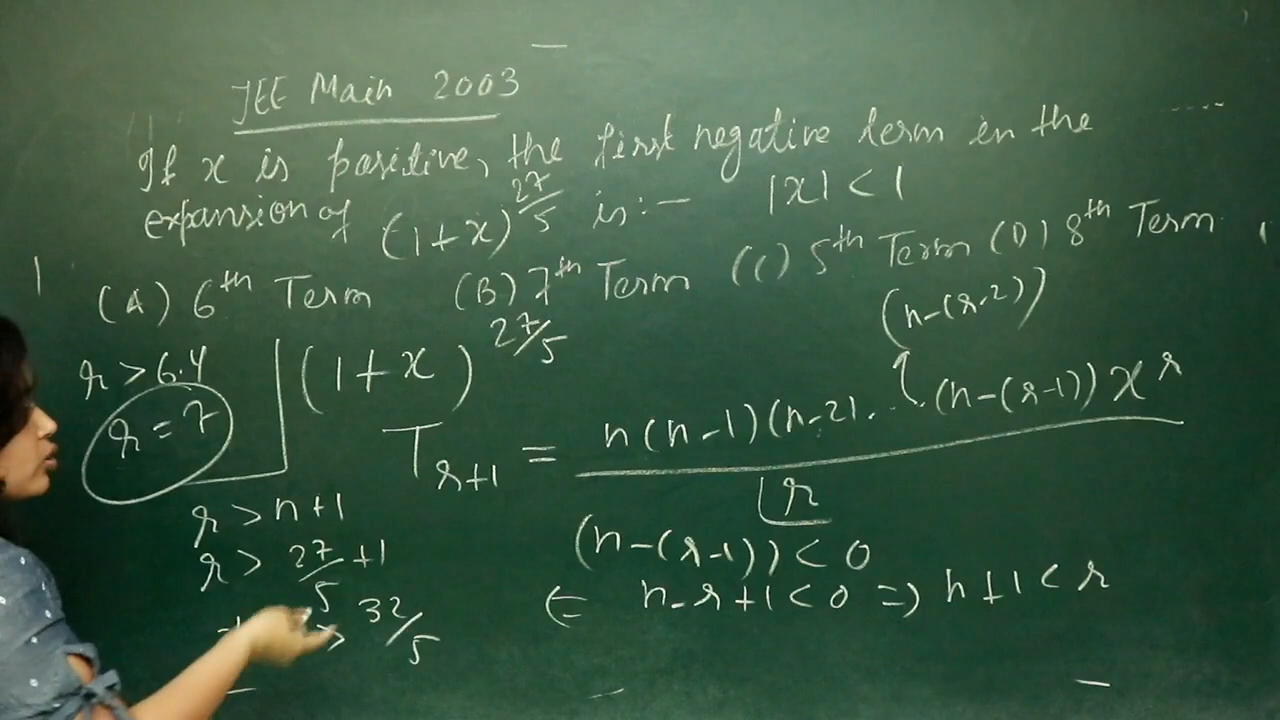 JEE Main 2003
If x is positive, the first negative term in the
expansion of (1+x)^27/5 is :- |x| < 1
(A) 6th Term (B) 7th Term (C) 5th Term (D) 8th Term
(n-(r-2))
r > 6.4
r = 7
(1+x)^27/5
T_r+1 = n(n-1)(n-2)....(n-(r-1)) x^r / ⌊r
r > n+1
r > 27/5 +1
> 32/5
(n-(r-1)) < 0
(= n-r+1 < 0 => n+1 < r